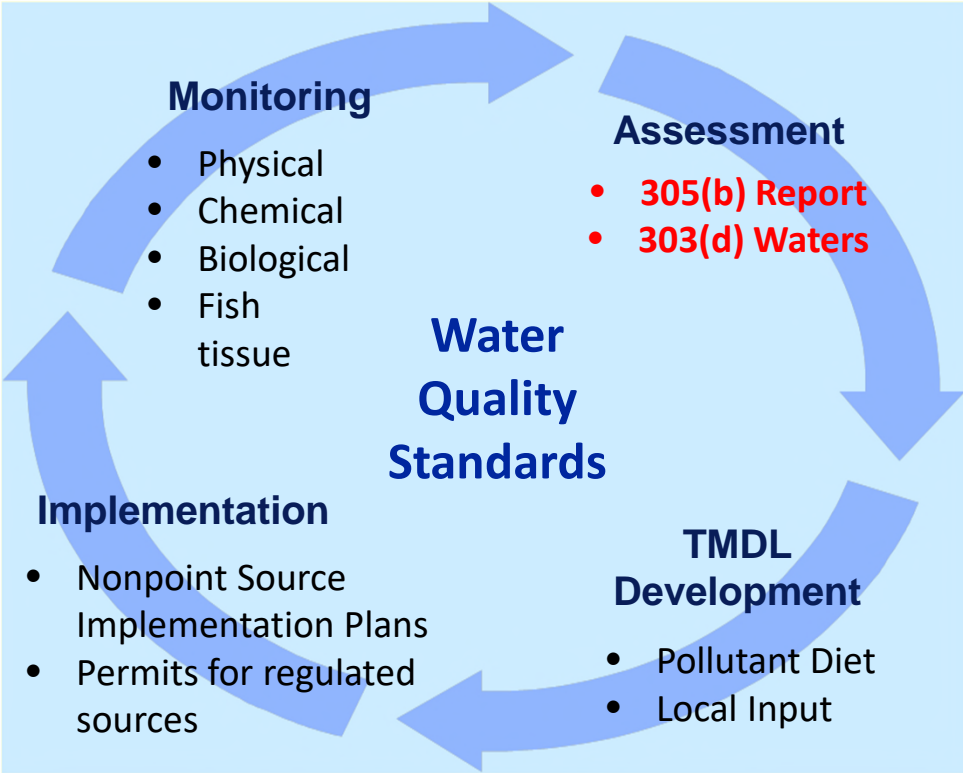 Monitoring
• Physical
• Chemical
• Biological
• Fish
tissue
Assessment
• 305(b) Report
• 303(d) Waters
Water
Quality
Standards
Implementation
• Nonpoint Source
Implementation Plans
• Permits for regulated
sources
TMDL
Development
• Pollutant Diet
• Local Input